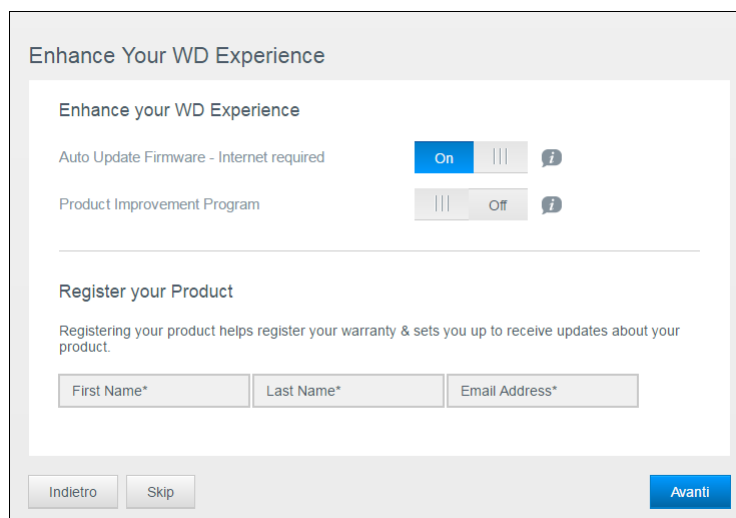 Enhance Your WD Experience
Enhance your WD Experience
Auto Update Firmware - Internet required
On
Product Improvement Program
Off
Register your Product
Registering your product helps register your warranty & sets you up to receive updates about your
product.
First Name*
Last Name*
Email Address*
Indietro
Skip
Avanti